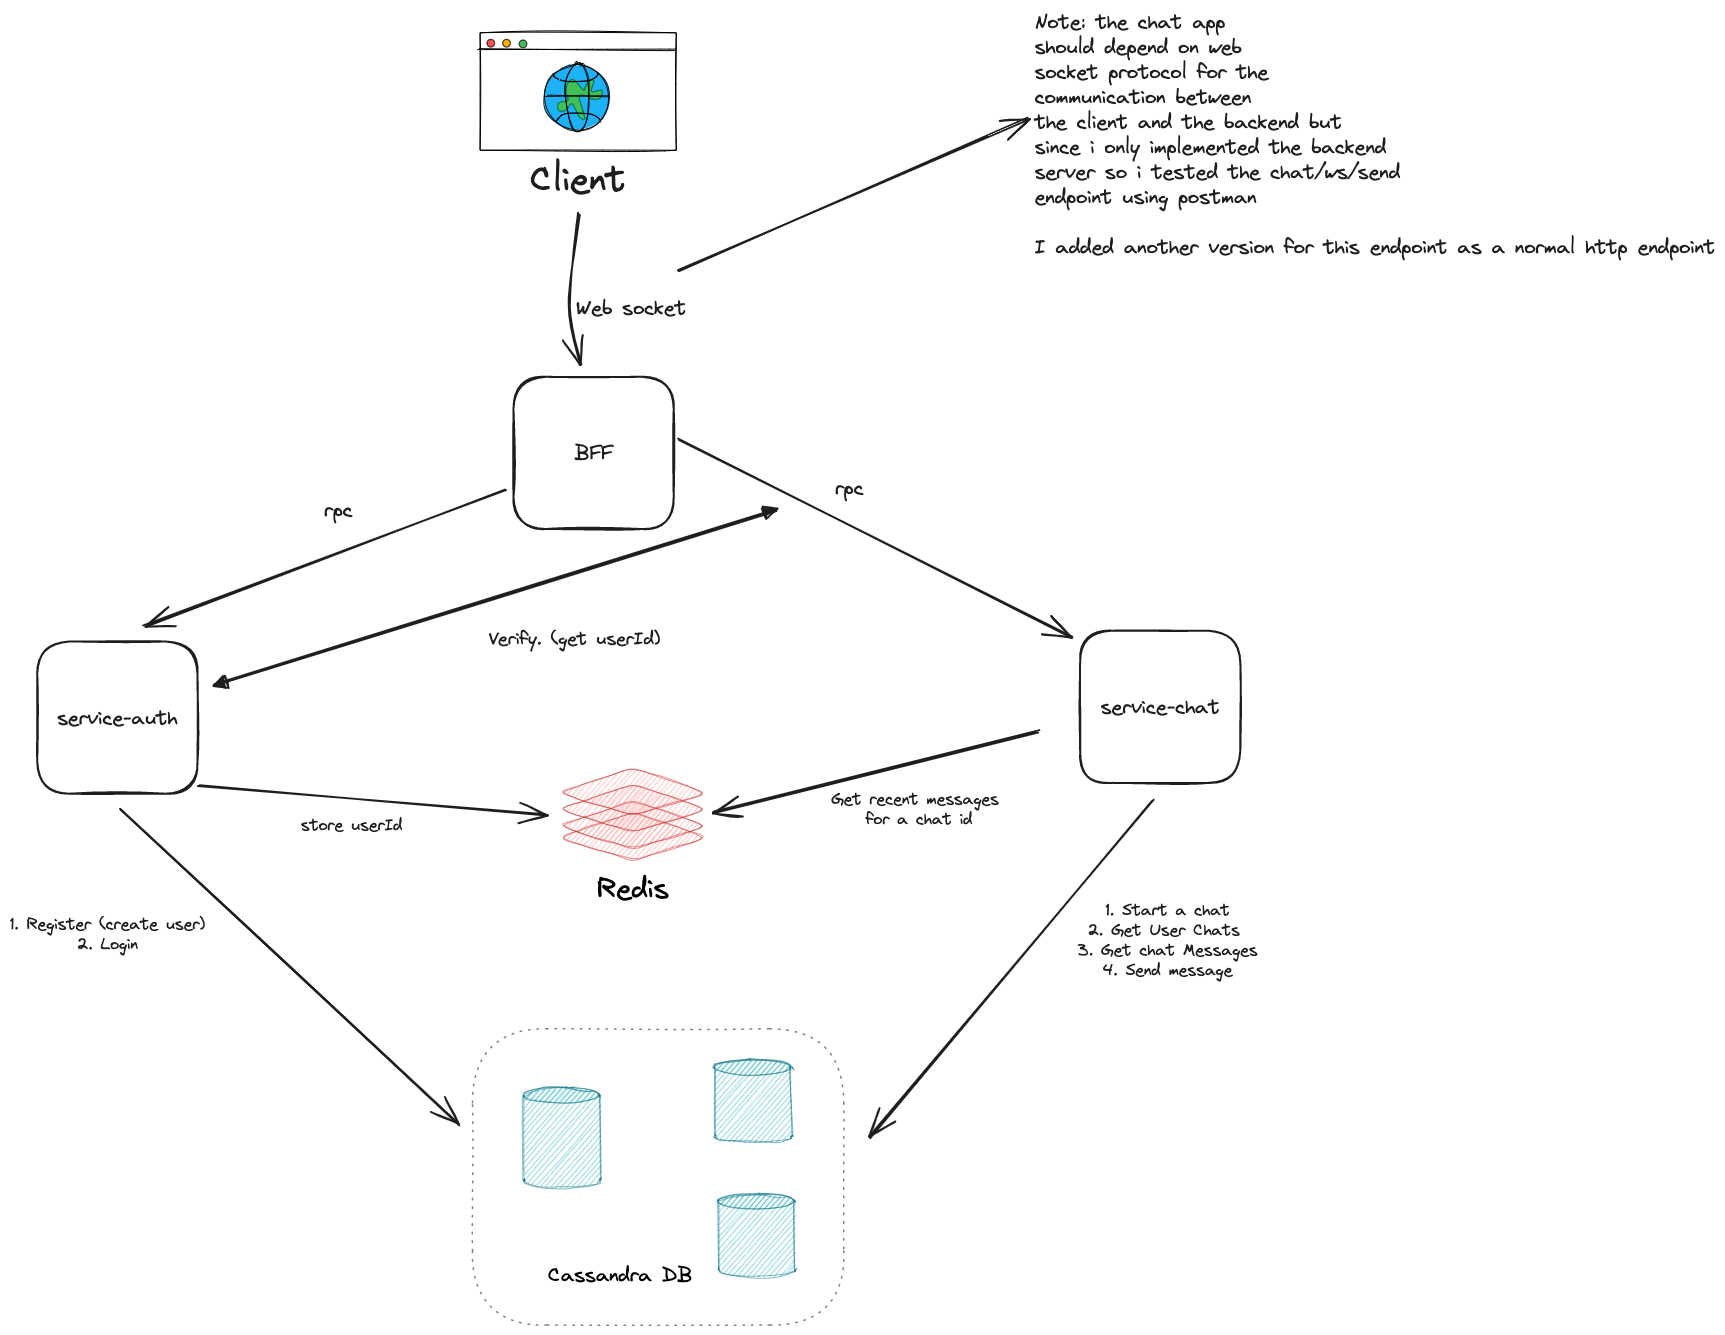 Note: the chat app
should depend on web
socket protocol for the
communication between
the client and the backend but
since i only implemented the backend
server so i tested the chat/ws/send
endpoint using postman
I added another version for this endpoint as a normal http endpoint
Client
Web socket
BFF
rpc
rpc
Verify. (get userId)
service-auth
service-chat
store userId
Get recent messages
for a chat id
Redis
1. Register (create user)
2. Login
1. Start a chat
2. Get User Chats
3. Get chat Messages
4. Send message
Cassandra DB